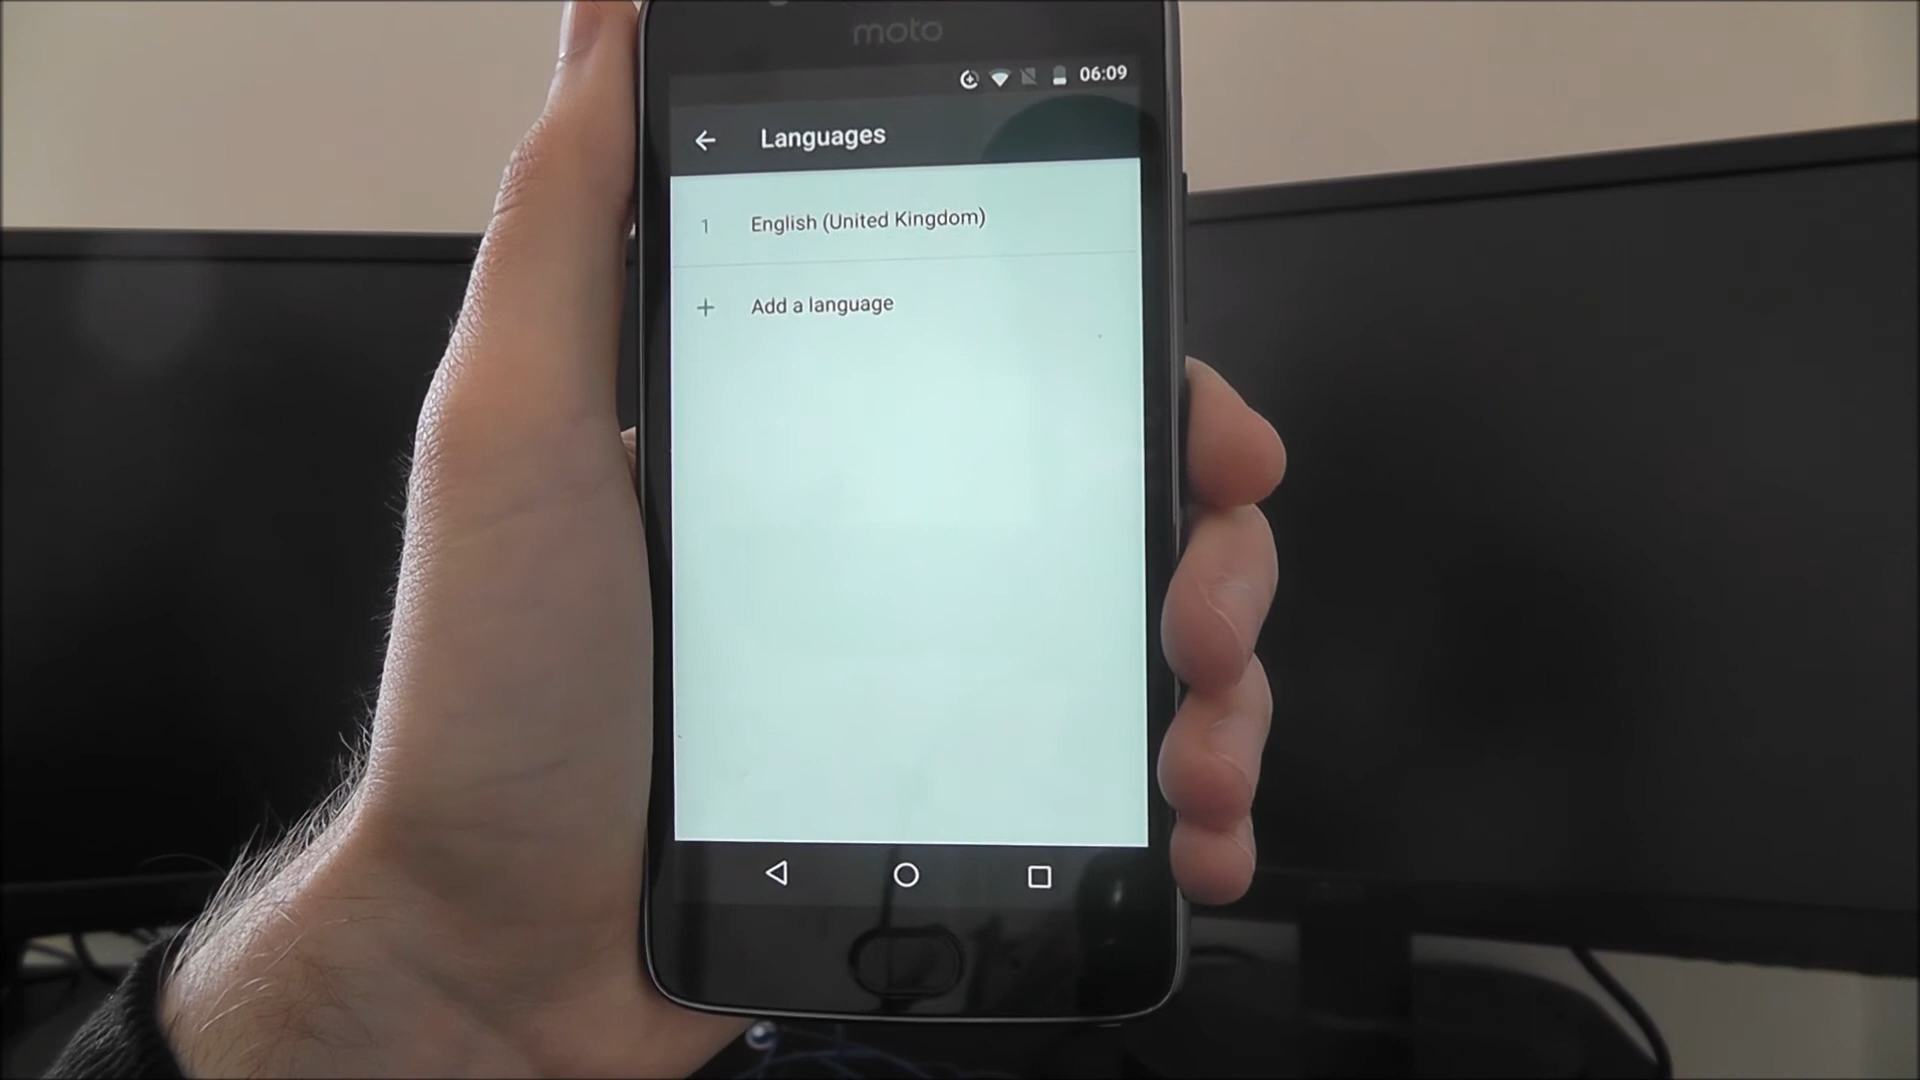 moto
06:09
Languages
1 English (United Kingdom)
+ Add a language